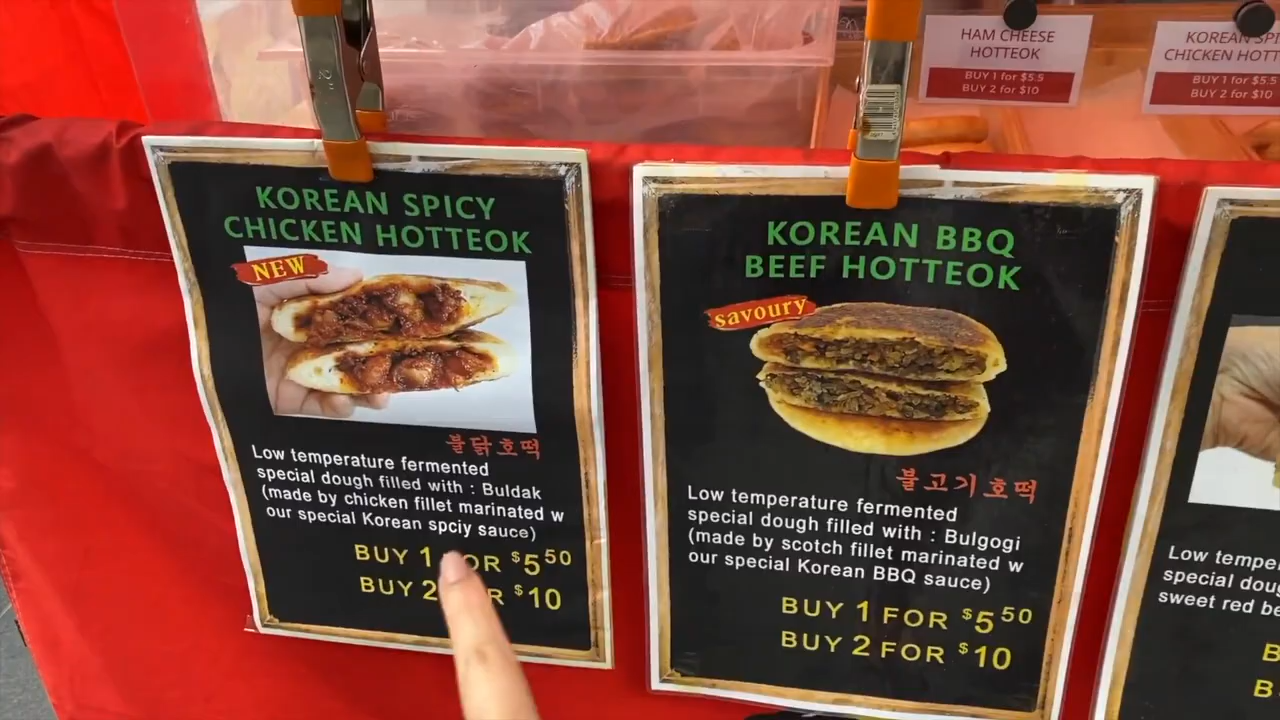 HAM CHEESE
HOTTEOK
BUY 1 for $5.5
BUY 2 for $10
KOREAN SPI
CHICKEN HOTT
BUY 1 for $5.5
BUY 2 for $10
KOREAN SPICY
CHICKEN HOTTEOK
NEW
불닭호떡
Low temperature fermented
special dough filled with : Buldak
(made by chicken fillet marinated w
our special Korean spciy sauce)
BUY 1 FOR $5 50
BUY 2 FOR $10
KOREAN BBQ
BEEF HOTTEOK
savoury
불고기호떡
Low temperature fermented
special dough filled with : Bulgogi
(made by scotch fillet marinated w
our special Korean BBQ sauce)
BUY 1 FOR $5 50
BUY 2 FOR $10
Low tempe
special doug
sweet red be
B
B